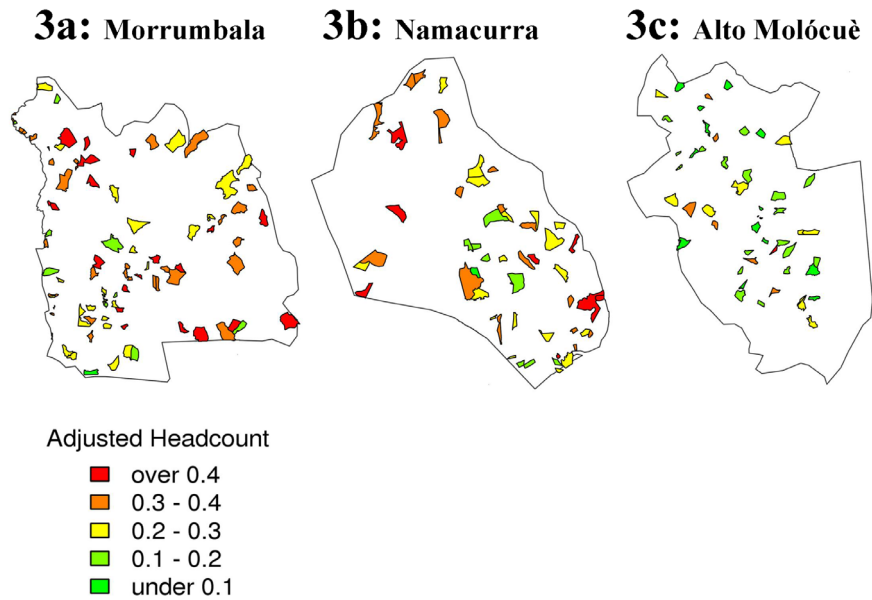 3a: Morrumbala
3b: Namacurra
3c: Alto Molócuè
Adjusted Headcount
over 0.4
0.3 - 0.4
0.2 - 0.3
0.1 - 0.2
under 0.1